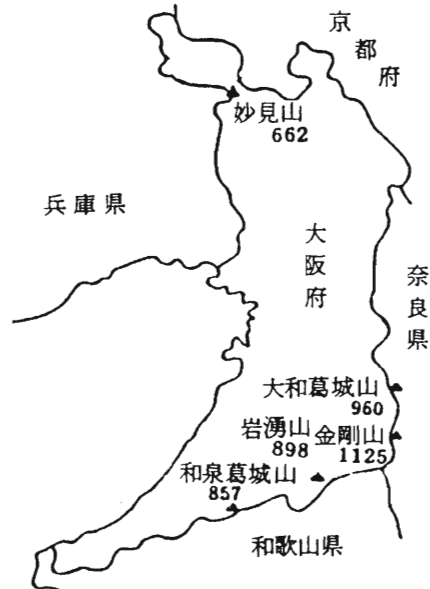 京都府
妙見山
662
兵庫県
大阪府
奈良県
大和葛城山
960
岩湧山
898
金剛山
1125
和泉葛城山
857
和歌山県